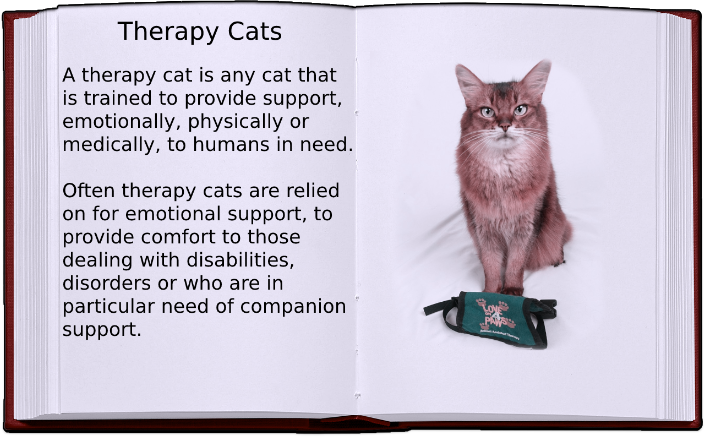 Therapy Cats
A therapy cat is any cat that
is trained to provide support,
emotionally, physically or
medically, to humans in need.
Often therapy cats are relied
on for emotional support, to
provide comfort to those
dealing with disabilities,
disorders or who are in
particular need of companion
support.
LOVE
PAWS